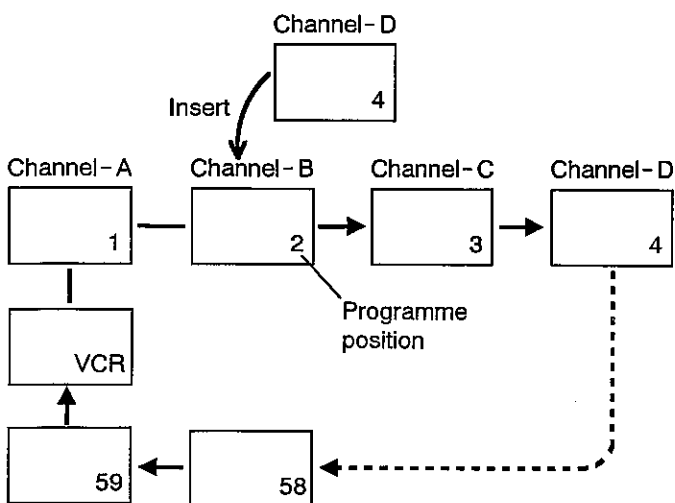 Channel-D
4
Insert
Channel-A
Channel-B
Channel-C
Channel-D
1
2
3
4
Programme
position
VCR
59
58